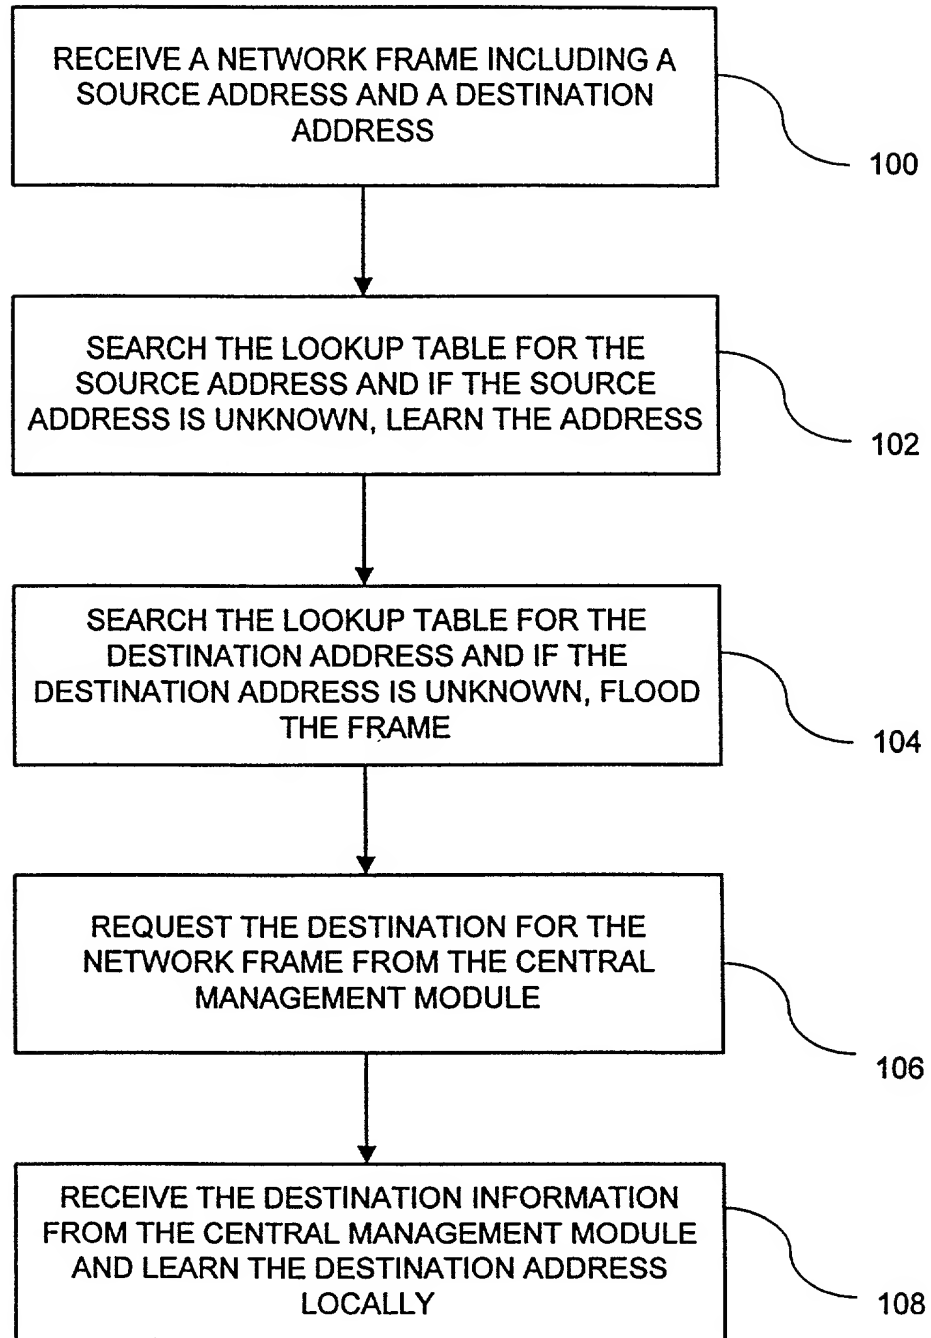 RECEIVE A NETWORK FRAME INCLUDING A
SOURCE ADDRESS AND A DESTINATION
ADDRESS
100
SEARCH THE LOOKUP TABLE FOR THE
SOURCE ADDRESS AND IF THE SOURCE
ADDRESS IS UNKNOWN, LEARN THE ADDRESS
102
SEARCH THE LOOKUP TABLE FOR THE
DESTINATION ADDRESS AND IF THE
DESTINATION ADDRESS IS UNKNOWN, FLOOD
THE FRAME
104
REQUEST THE DESTINATION FOR THE
NETWORK FRAME FROM THE CENTRAL
MANAGEMENT MODULE
106
RECEIVE THE DESTINATION INFORMATION
FROM THE CENTRAL MANAGEMENT MODULE
AND LEARN THE DESTINATION ADDRESS
LOCALLY
108